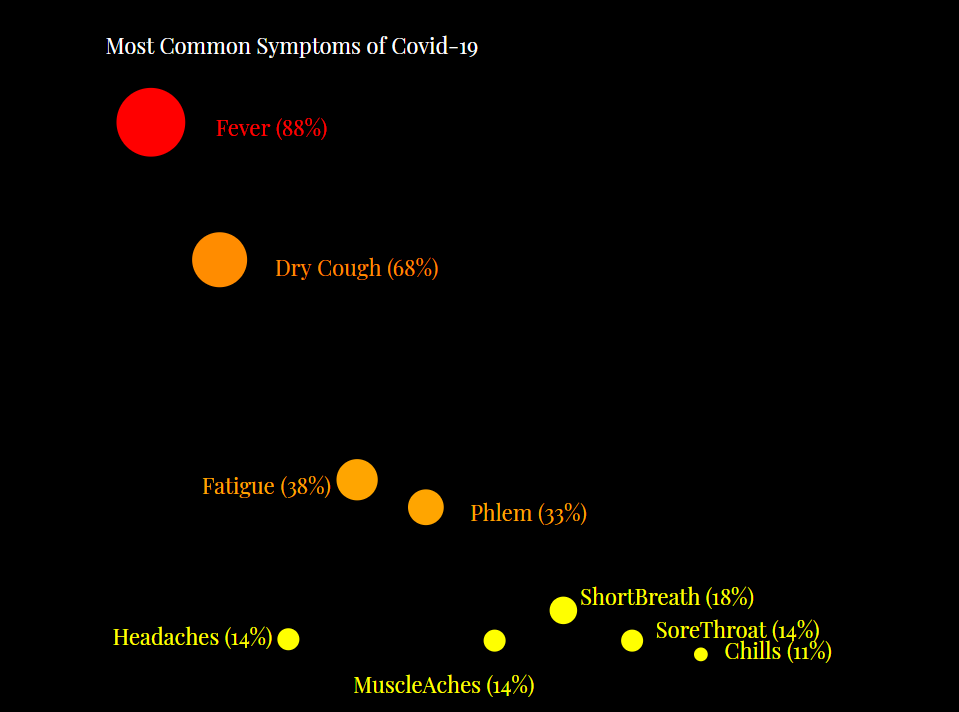 Most Common Symptoms of Covid-19
Fever (88%)
Dry Cough (68%)
Fatigue (38%)
Phlem (33%)
ShortBreath (18%)
SoreThroat (14%)
Headaches (14%)
Chills (11%)
MuscleAches (14%)